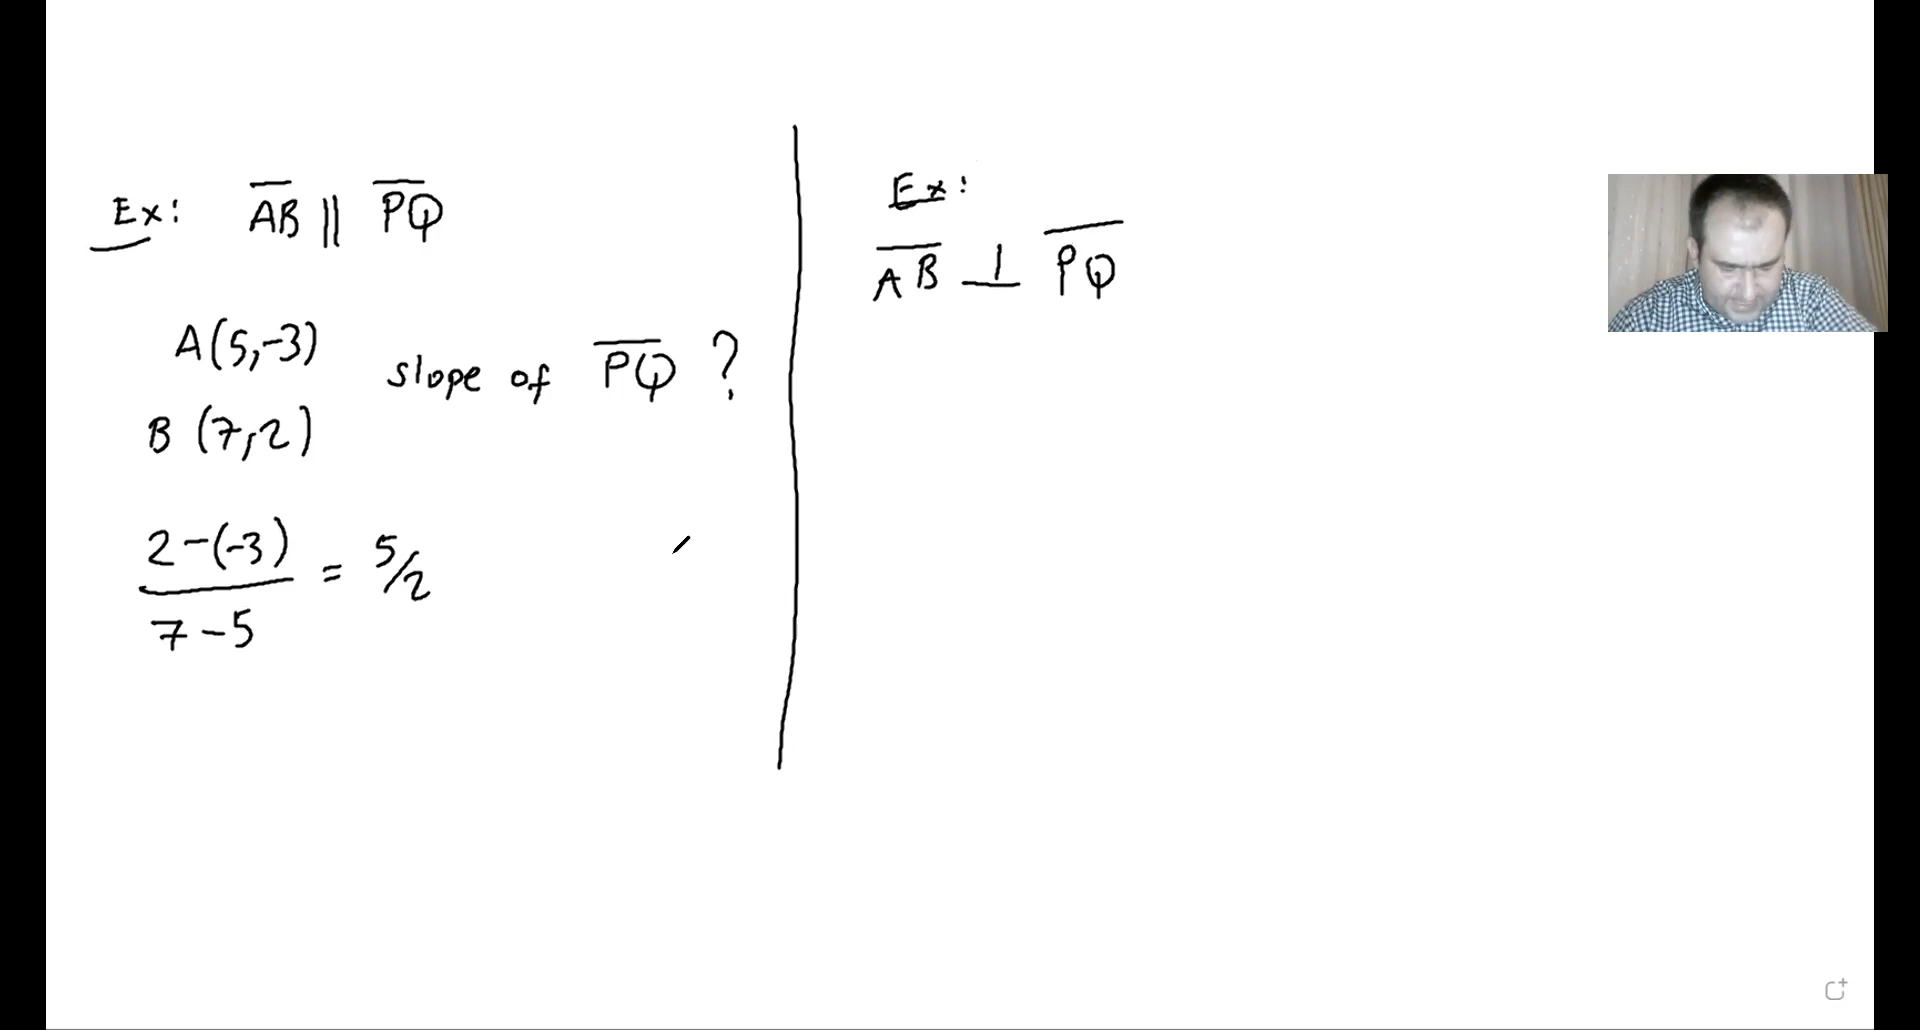 Ex: AB || PQ
A(5,-3)
slope of PQ ?
B (7,2)
2-(-3)
7-5
= 5/2
Ex:
AB ⊥ PQ